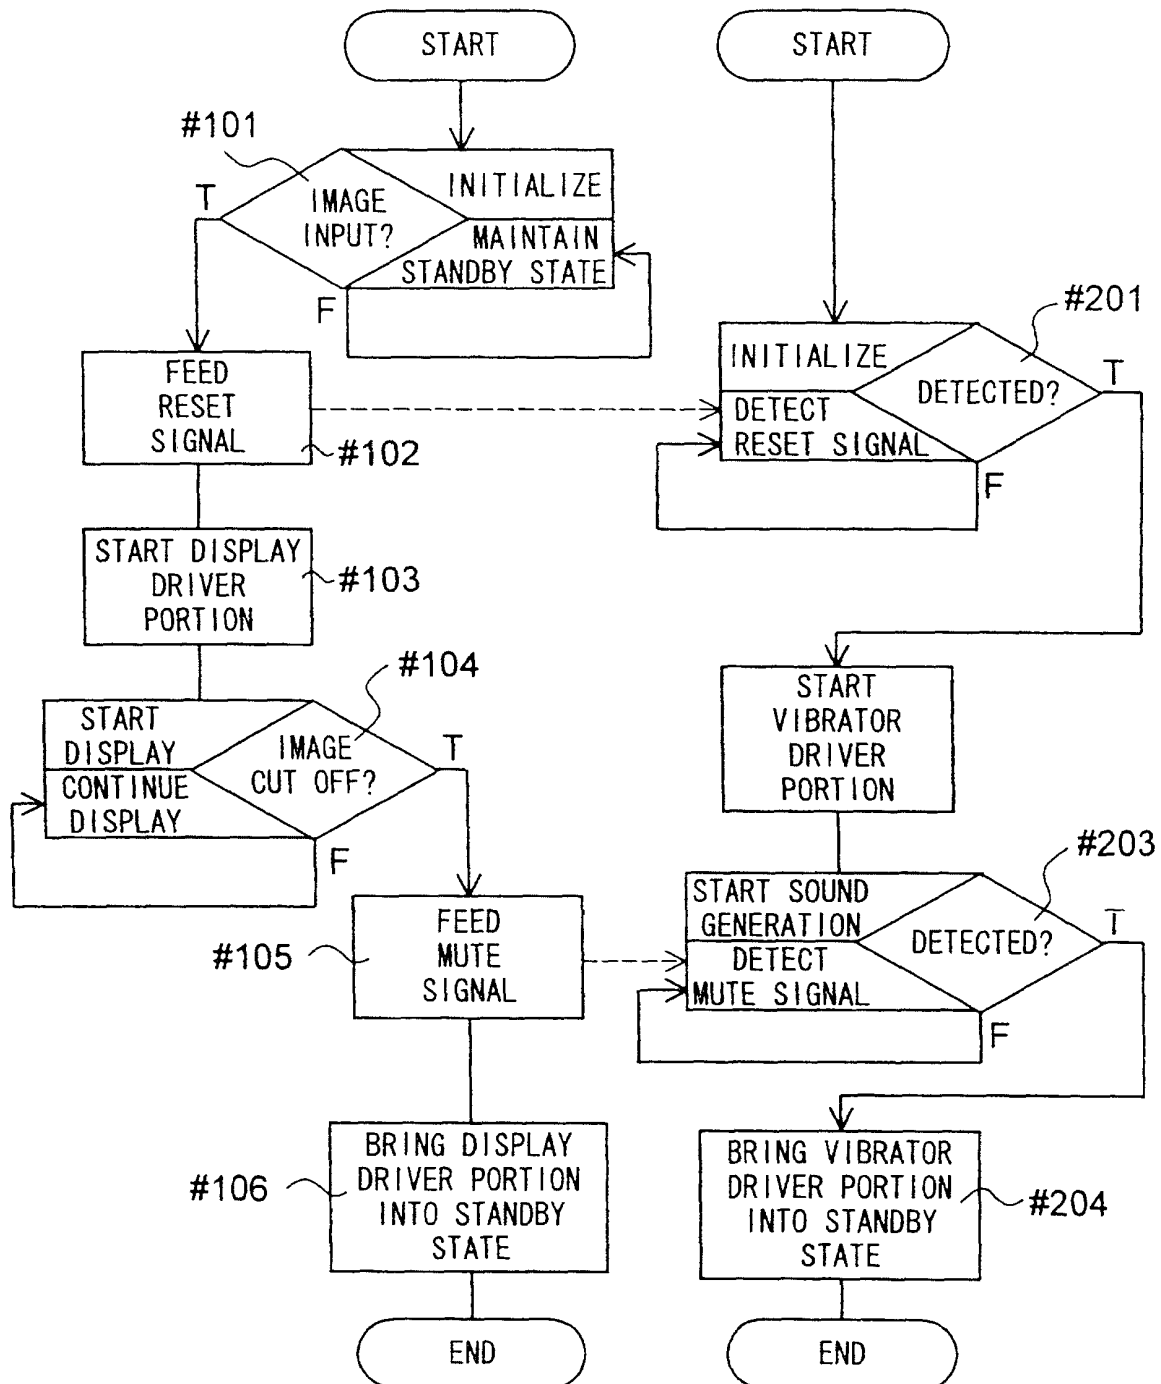 START
#101
T
IMAGE
INPUT?
INITIALIZE
MAINTAIN
STANDBY STATE
F
FEED
RESET
SIGNAL
#102
START DISPLAY
DRIVER
PORTION
#103
#104
START
DISPLAY
CONTINUE
DISPLAY
IMAGE
CUT OFF?
T
F
FEED
MUTE
SIGNAL
#105
BRING DISPLAY
DRIVER PORTION
INTO STANDBY
STATE
#106
END
START
#201
INITIALIZE
DETECT
RESET SIGNAL
DETECTED?
T
F
START
VIBRATOR
DRIVER
PORTION
#203
START SOUND
GENERATION
DETECT
MUTE SIGNAL
DETECTED?
T
F
BRING VIBRATOR
DRIVER PORTION
INTO STANDBY
STATE
#204
END